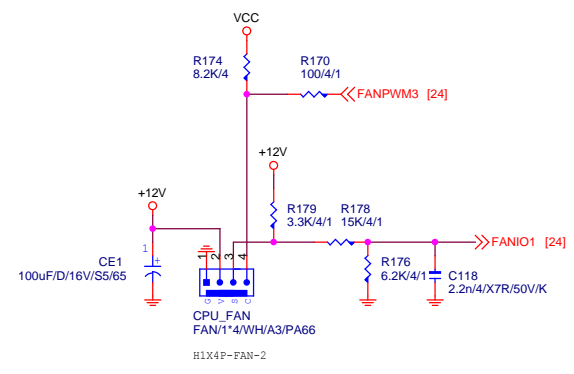 VCC
R174
8.2K/4
R170
100/4/1
FANPWM3 [24]
+12V
+12V
R179
3.3K/4/1
R178
15K/4/1
FANIO1 [24]
1
+
CE1
100uF/D/16V/S5/65
1
2
3
4
G
V
S
C
R176
6.2K/4/1
C118
2.2n/4/X7R/50V/K
CPU_FAN
FAN/1*4/WH/A3/PA66
H1X4P-FAN-2